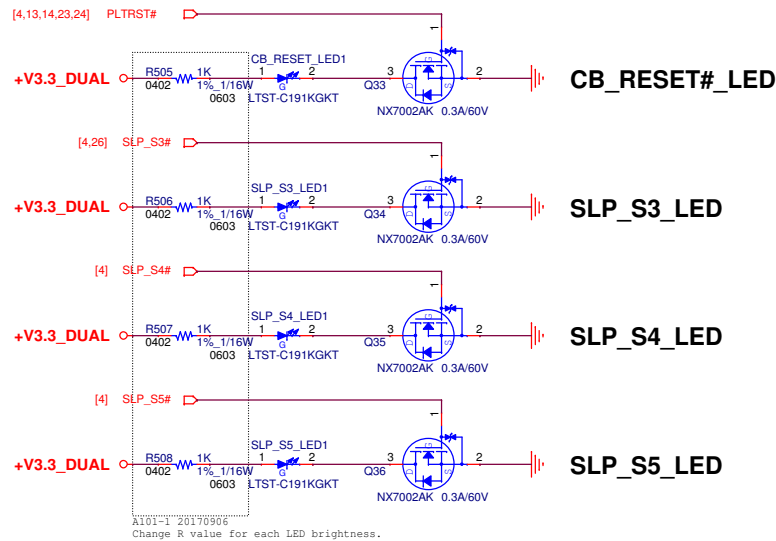 [4,13,14,23,24] PLTRST#
1
CB_RESET_LED1
+V3.3_DUAL R505 1K 1 2 3 2 CB_RESET#_LED
0402 1%_1/16W G Q33 D G S
0603 LTST-C191KGKT
NX7002AK 0.3A/60V
[4,26] SLP_S3#
1
SLP_S3_LED1
+V3.3_DUAL R506 1K 1 2 3 2 SLP_S3_LED
0402 1%_1/16W G Q34 D G S
0603 LTST-C191KGKT
NX7002AK 0.3A/60V
[4] SLP_S4#
1
SLP_S4_LED1
+V3.3_DUAL R507 1K 1 2 3 2 SLP_S4_LED
0402 1%_1/16W G Q35 D G S
0603 LTST-C191KGKT
NX7002AK 0.3A/60V
[4] SLP_S5#
1
SLP_S5_LED1
+V3.3_DUAL R508 1K 1 2 3 2 SLP_S5_LED
0402 1%_1/16W G Q36 D G S
0603 LTST-C191KGKT
NX7002AK 0.3A/60V
A101-1 20170906
Change R value for each LED brightness.